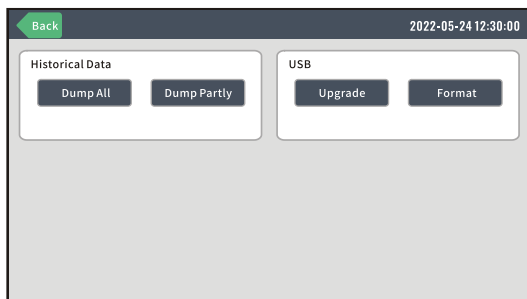 Back
2022-05-24 12:30:00
Historical Data
Dump All
Dump Partly
USB
Upgrade
Format